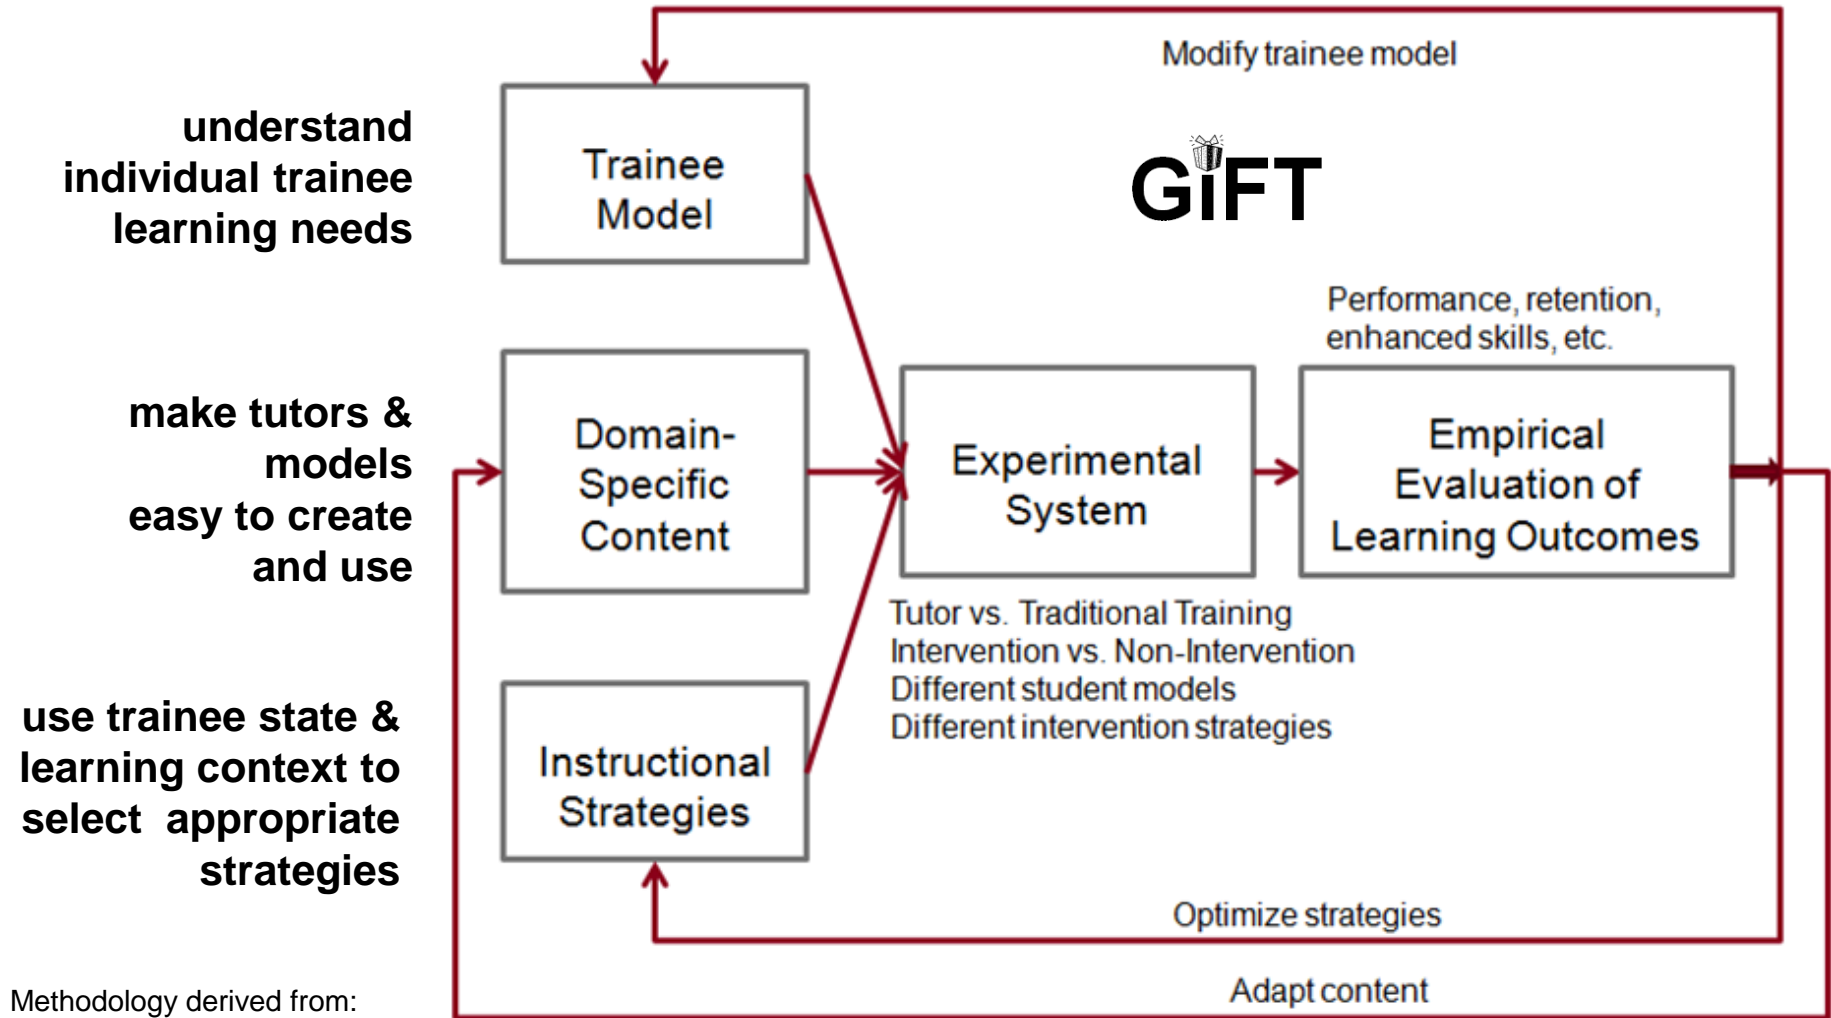 Modify trainee model
understand
individual trainee
learning needs
Trainee
Model
GiFT
Performance, retention,
enhanced skills, etc.
make tutors &
models
easy to create
and use
Domain-
Specific
Content
Experimental
System
Empirical
Evaluation of
Learning Outcomes
Tutor vs. Traditional Training
Intervention vs. Non-Intervention
Different student models
Different intervention strategies
use trainee state &
learning context to
select appropriate
strategies
Instructional
Strategies
Optimize strategies
Adapt content
Methodology derived from: